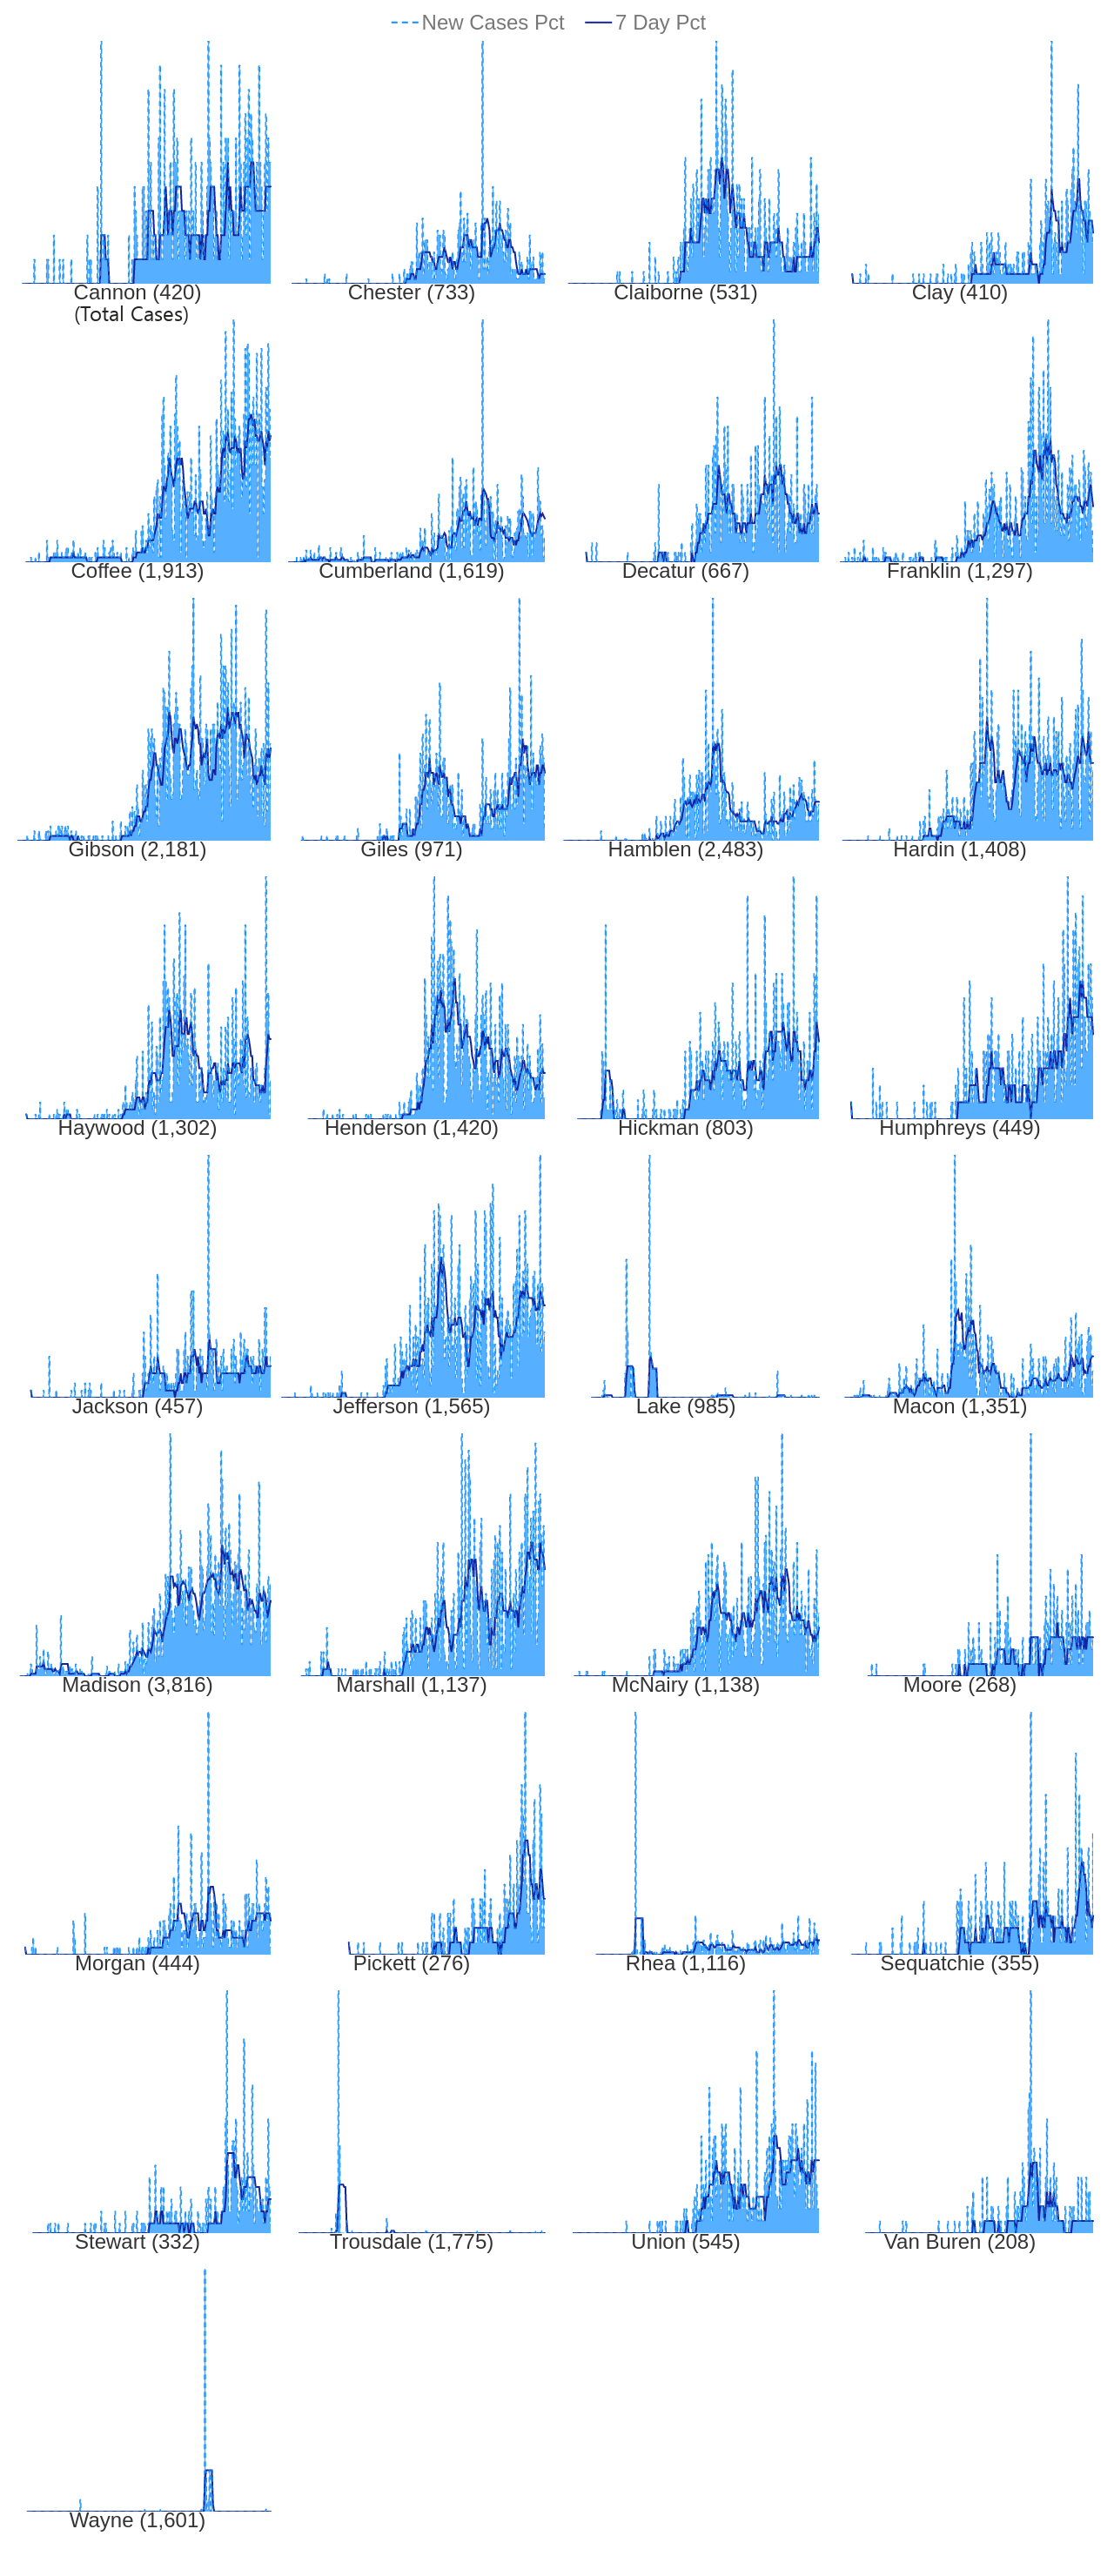 New Cases Pct 7 Day Pct
Cannon (420) Chester (733) Claiborne (531) Clay (410)
(Total Cases)
Coffee (1,913) Cumberland (1,619) Decatur (667) Franklin (1,297)
Gibson (2,181) Giles (971) Hamblen (2,483) Hardin (1,408)
Haywood (1,302) Henderson (1,420) Hickman (803) Humphreys (449)
Jackson (457) Jefferson (1,565) Lake (985) Macon (1,351)
Madison (3,816) Marshall (1,137) McNairy (1,138) Moore (268)
Morgan (444) Pickett (276) Rhea (1,116) Sequatchie (355)
Stewart (332) Trousdale (1,775) Union (545) Van Buren (208)
Wayne (1,601)